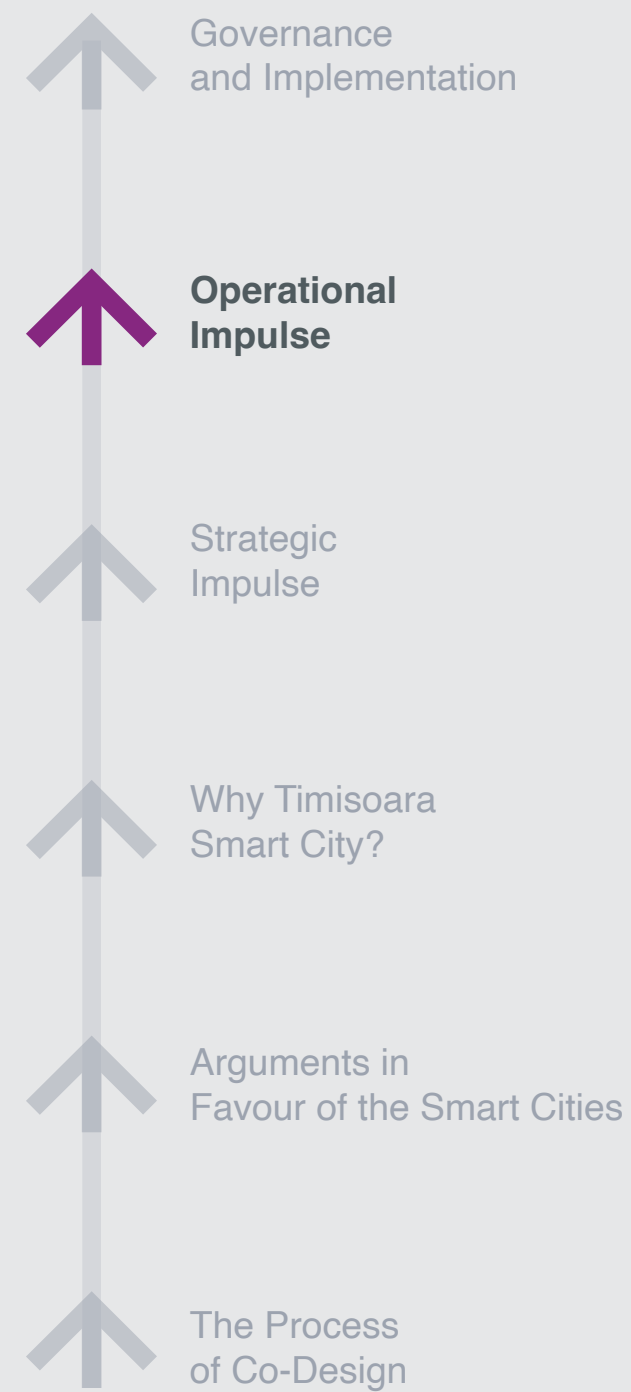 Governance
and Implementation
Operational
Impulse
Strategic
Impulse
Why Timisoara
Smart City?
Arguments in
Favour of the Smart Cities
The Process
of Co-Design